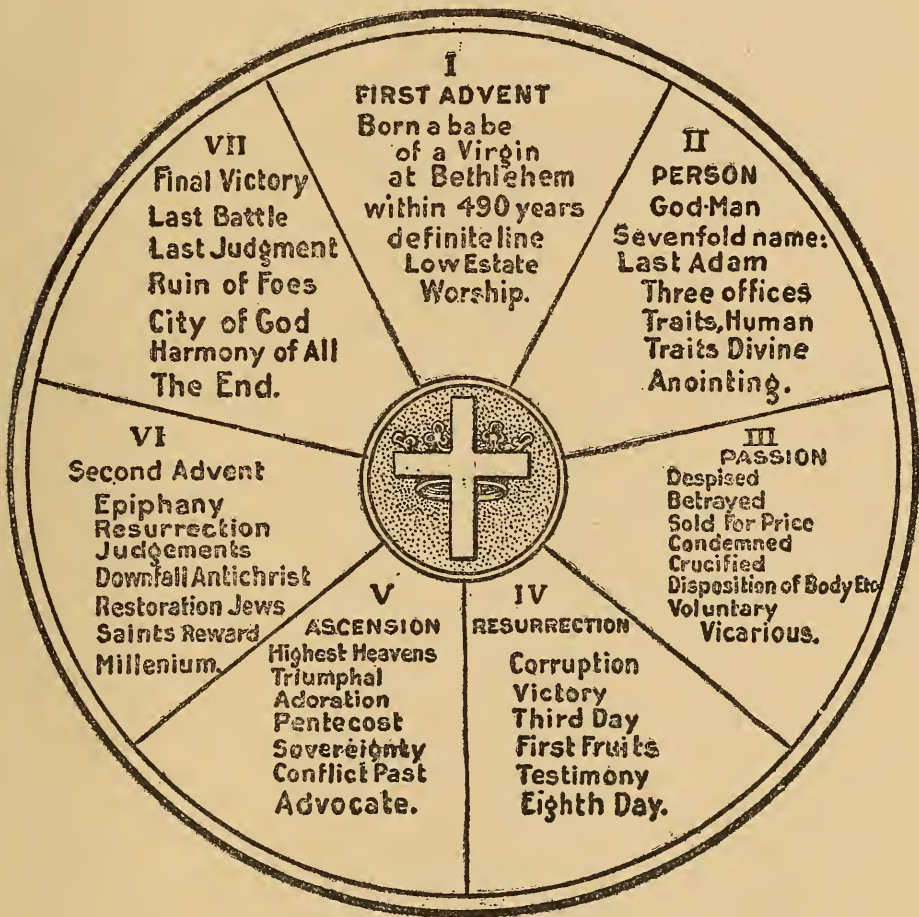 I
FIRST ADVENT
Born a babe
of a Virgin
at Bethlehem
within 490 years
definite line
Low Estate
Worship.
II
PERSON
God-Man
Sevenfold name:
Last Adam
Three offices
Traits, Human
Traits Divine
Anointing.
III
PASSION
Despised
Betrayed
Sold for Price
Condemned
Crucified
Disposition of Body Etc
Voluntary
Vicarious.
IV
RESURRECTION
Corruption
Victory
Third Day
First Fruits
Testimony
Eighth Day.
V
ASCENSION
Highest Heavens
Triumphal
Adoration
Pentecost
Sovereignty
Conflict Past
Advocate.
VI
Second Advent
Epiphany
Resurrection
Judgements
Downfall Antichrist
Restoration Jews
Saints Reward
Millenium.
VII
Final Victory
Last Battle
Last Judgment
Ruin of Foes
City of God
Harmony of All
The End.